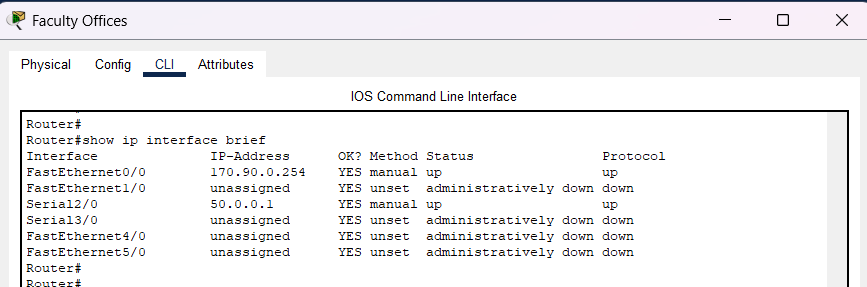 Faculty Offices
Physical Config CLI Attributes
IOS Command Line Interface
Router#
Router#show ip interface brief
Interface IP-Address OK? Method Status Protocol
FastEthernet0/0 170.90.0.254 YES manual up up
FastEthernet1/0 unassigned YES unset administratively down down
Serial2/0 50.0.0.1 YES manual up up
Serial3/0 unassigned YES unset administratively down down
FastEthernet4/0 unassigned YES unset administratively down down
FastEthernet5/0 unassigned YES unset administratively down down
Router#
Router#